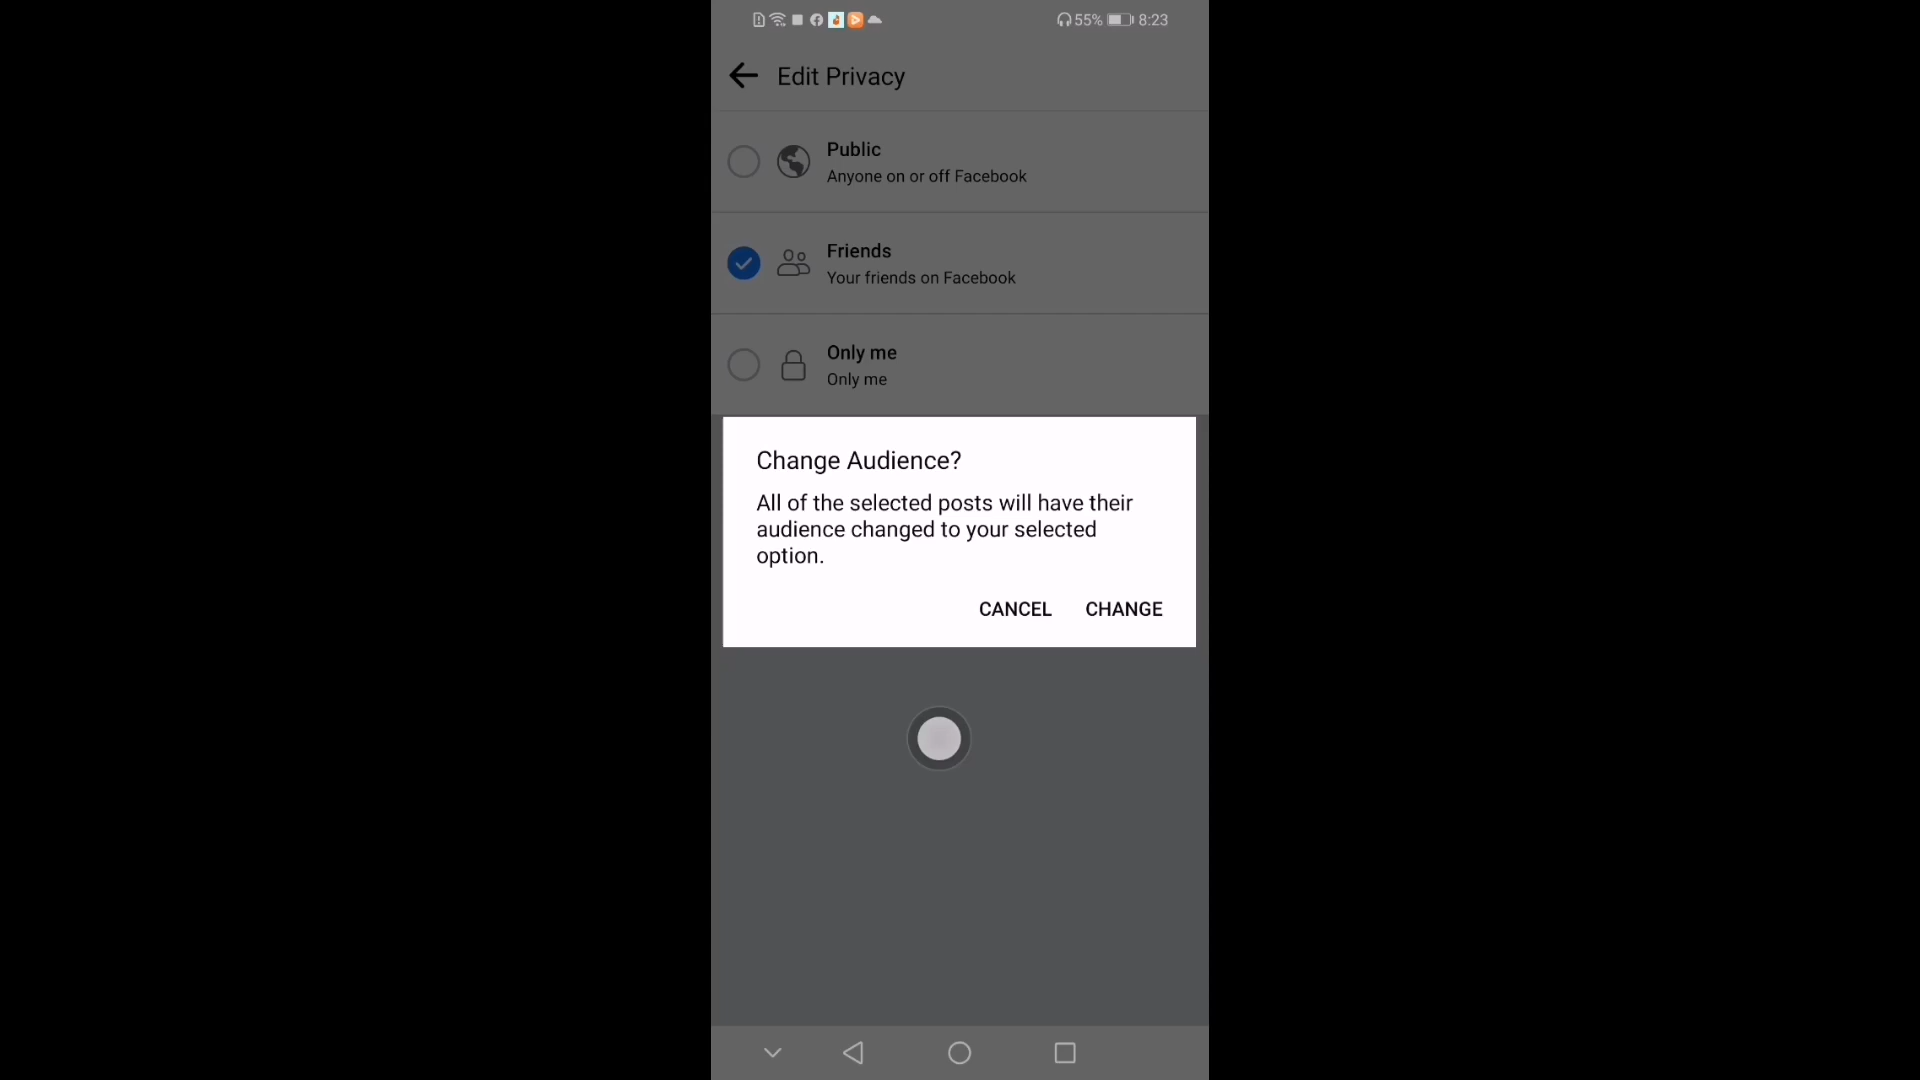 55% 8:23
Edit Privacy
Public
Anyone on or off Facebook
Friends
Your friends on Facebook
Only me
Only me
Change Audience?
All of the selected posts will have their
audience changed to your selected
option.
CANCEL CHANGE